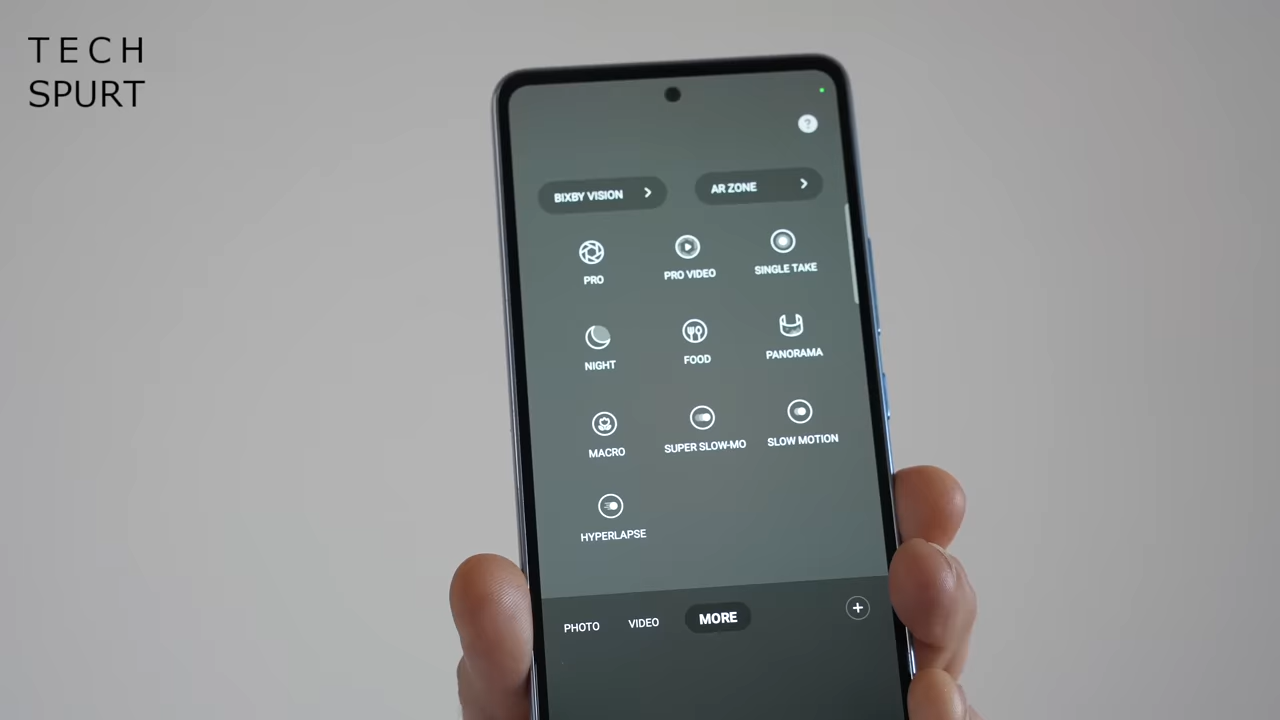 TECH
SPURT
?
BIXBY VISION >
AR ZONE >
PRO
PRO VIDEO
SINGLE TAKE
NIGHT
FOOD
PANORAMA
MACRO
SUPER SLOW-MO
SLOW MOTION
HYPERLAPSE
PHOTO
VIDEO
MORE
+